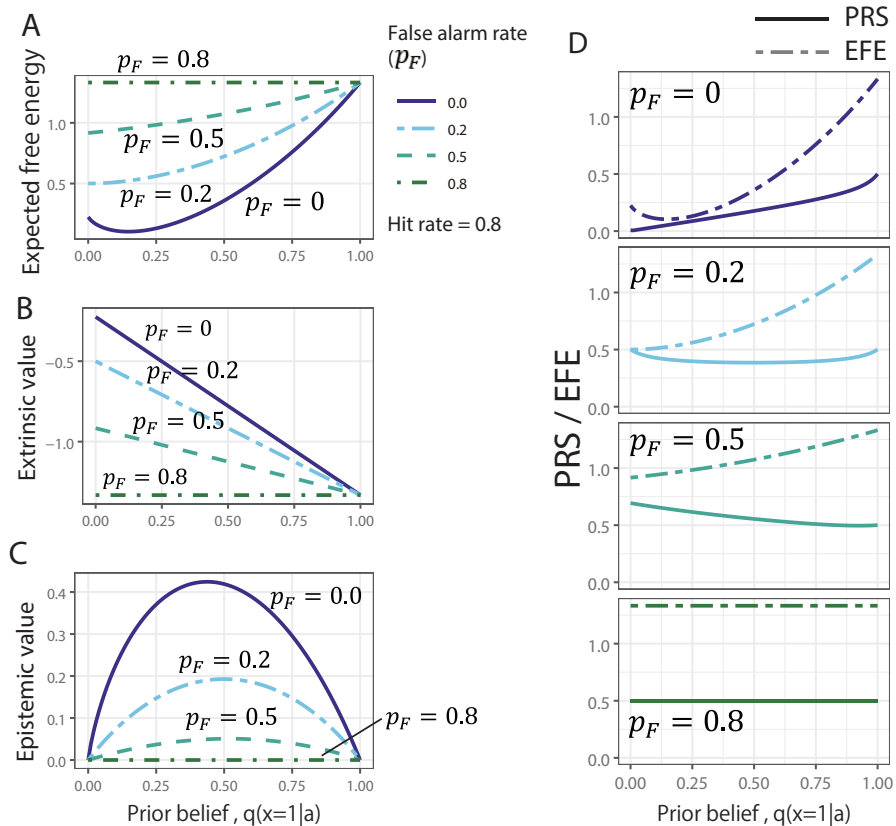 A
Expected free energy
1.0
0.5
p_F = 0.8
p_F = 0.5
p_F = 0.2
p_F = 0
0.00 0.25 0.50 0.75 1.00
False alarm rate
(p_F)
0.0
0.2
0.5
0.8
Hit rate = 0.8
B
Extrinsic value
−0.5
−1.0
p_F = 0
p_F = 0.2
p_F = 0.5
p_F = 0.8
0.00 0.25 0.50 0.75 1.00
C
Epistemic value
0.4
0.3
0.2
0.1
0.0
p_F = 0.0
p_F = 0.2
p_F = 0.5
p_F = 0.8
0.00 0.25 0.50 0.75 1.00
Prior belief , q(x=1|a)
D
PRS
EFE
PRS / EFE
p_F = 0
1.0
0.5
0.0
p_F = 0.2
1.0
0.5
0.0
p_F = 0.5
1.0
0.5
0.0
1.0
0.5
p_F = 0.8
0.0
0.00 0.25 0.50 0.75 1.00
Prior belief , q(x=1|a)